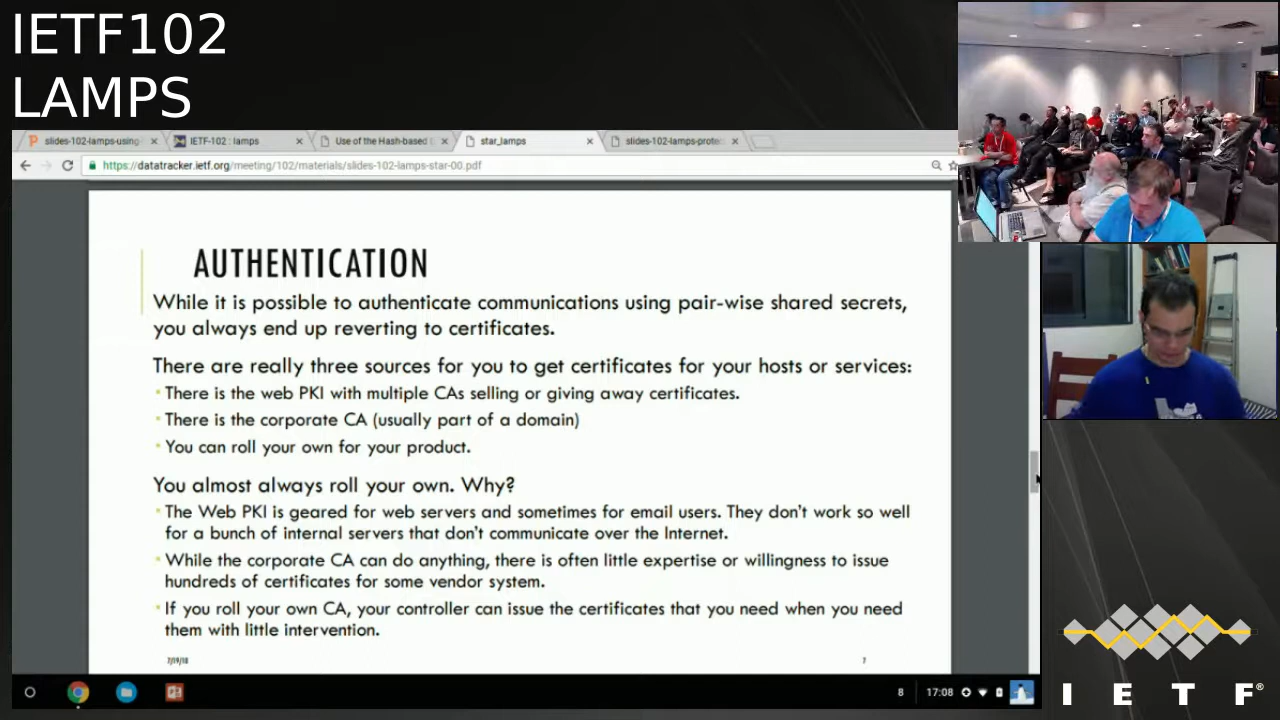 IETF102
LAMPS
slides-102-lamps-using
IETF-102 : lamps
Use of the Hash-based
star_lamps
slides-102-lamps-prote
https://datatracker.ietf.org/meeting/102/materials/slides-102-lamps-star-00.pdf
AUTHENTICATION
While it is possible to authenticate communications using pair-wise shared secrets,
you always end up reverting to certificates.
There are really three sources for you to get certificates for your hosts or services:
There is the web PKI with multiple CAs selling or giving away certificates.
There is the corporate CA (usually part of a domain)
You can roll your own for your product.
You almost always roll your own. Why?
The Web PKI is geared for web servers and sometimes for email users. They don't work so well
for a bunch of internal servers that don't communicate over the Internet.
While the corporate CA can do anything, there is often little expertise or willingness to issue
hundreds of certificates for some vendor system.
If you roll your own CA, your controller can issue the certificates that you need when you need
them with little intervention.
7/19/18
7
8
17:08
I E T F®